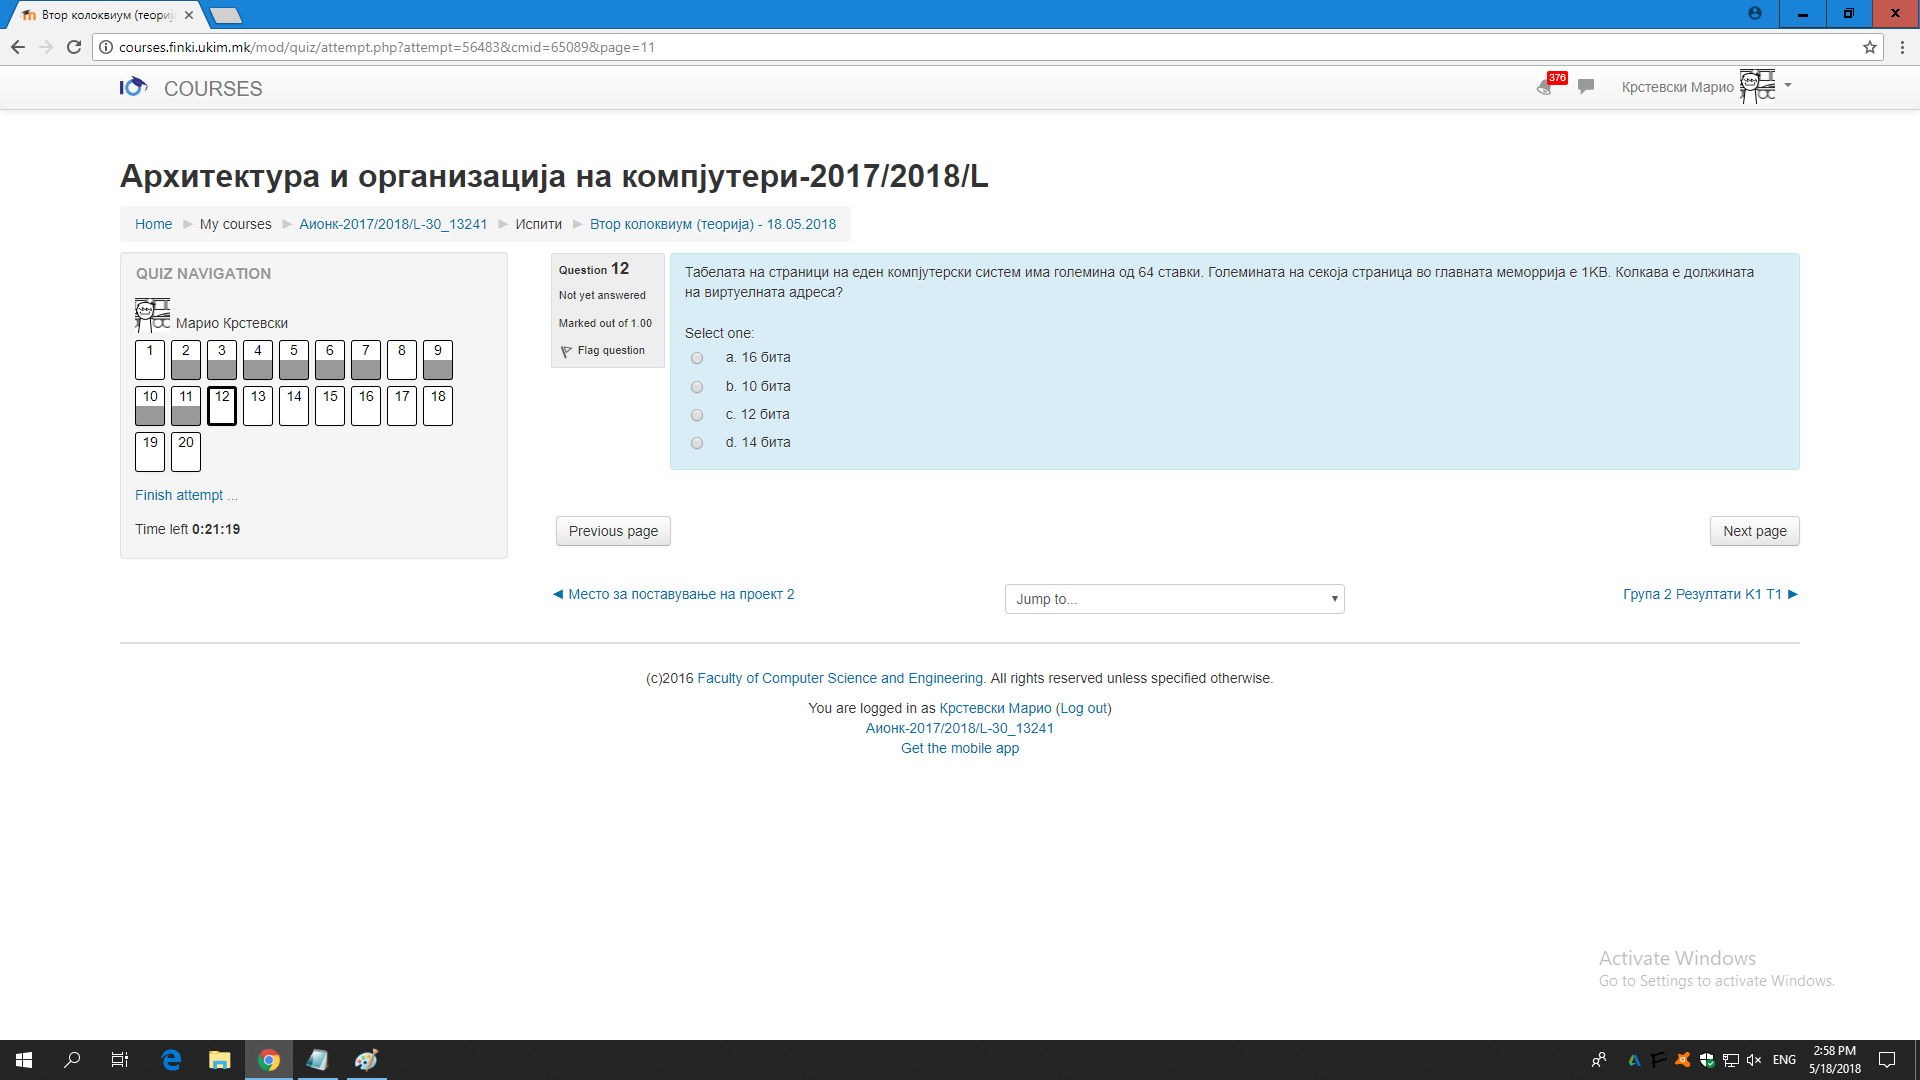 Втор колоквиум (теориј
courses.finki.ukim.mk/mod/quiz/attempt.php?attempt=56483&cmid=65089&page=11
COURSES
376
Крстевски Марио
Архитектура и организација на компјутери-2017/2018/L
Home ► My courses ► Аионк-2017/2018/L-30_13241 ► Испити ► Втор колоквиум (теорија) - 18.05.2018
QUIZ NAVIGATION
Марио Крстевски
1 2 3 4 5 6 7 8 9
10 11 12 13 14 15 16 17 18
19 20
Finish attempt ...
Time left 0:21:19
Question 12
Not yet answered
Marked out of 1.00
Flag question
Табелата на страници на еден компјутерски систем има големина од 64 ставки. Големината на секоја страница во главната меморрија е 1KB. Колкава е должината
на виртуелната адреса?
Select one:
a. 16 бита
b. 10 бита
c. 12 бита
d. 14 бита
Previous page
Next page
◄ Место за поставување на проект 2
Jump to...
Група 2 Резултати К1 Т1 ►
(c)2016 Faculty of Computer Science and Engineering. All rights reserved unless specified otherwise.
You are logged in as Крстевски Марио (Log out)
Аионк-2017/2018/L-30_13241
Get the mobile app
Activate Windows
Go to Settings to activate Windows.
ENG
2:58 PM
5/18/2018